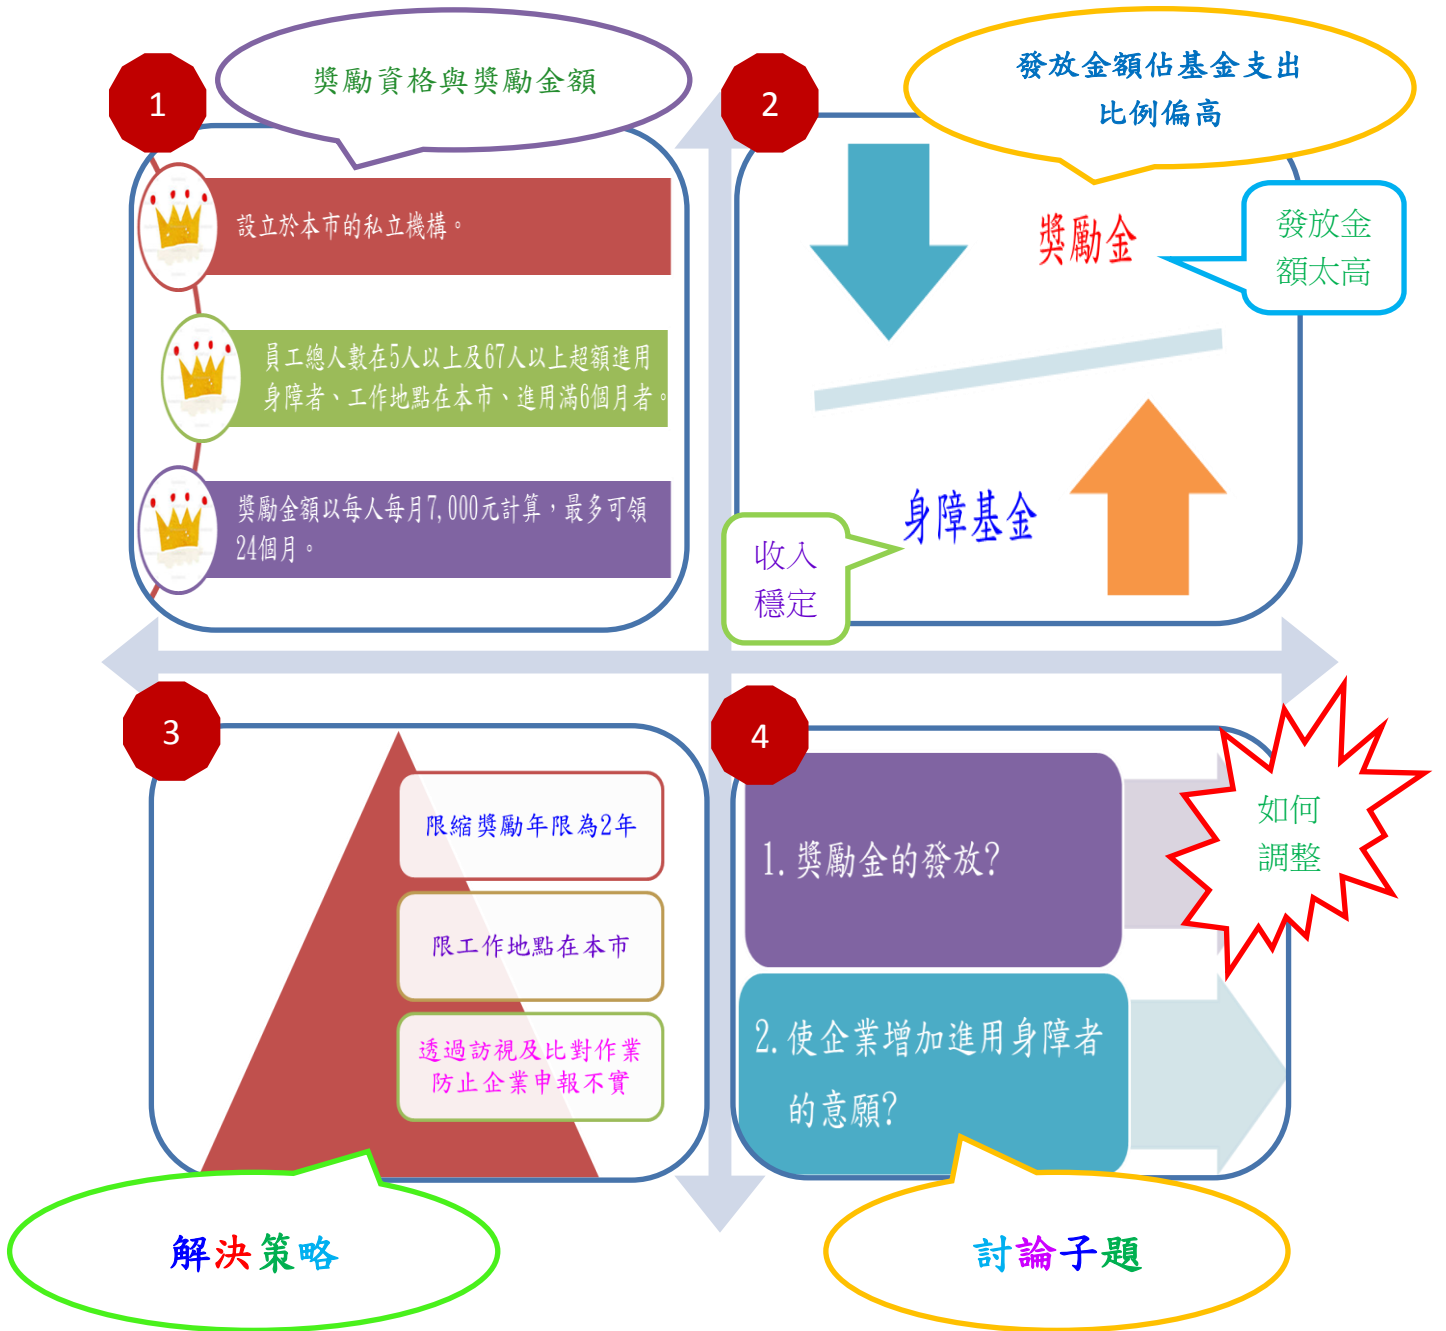 1
獎勵資格與獎勵金額
設立於本市的私立機構。
員工總人數在5人以上及67人以上超額進用
身障者、工作地點在本市、進用滿6個月者。
獎勵金額以每人每月7,000元計算，最多可領
24個月。
2
發放金額佔基金支出
比例偏高
獎勵金
發放金
額太高
身障基金
收入
穩定
3
限縮獎勵年限為2年
限工作地點在本市
透過訪視及比對作業
防止企業申報不實
解決策略
4
1.獎勵金的發放?
如何
調整
2.使企業增加進用身障者
的意願?
討論子題